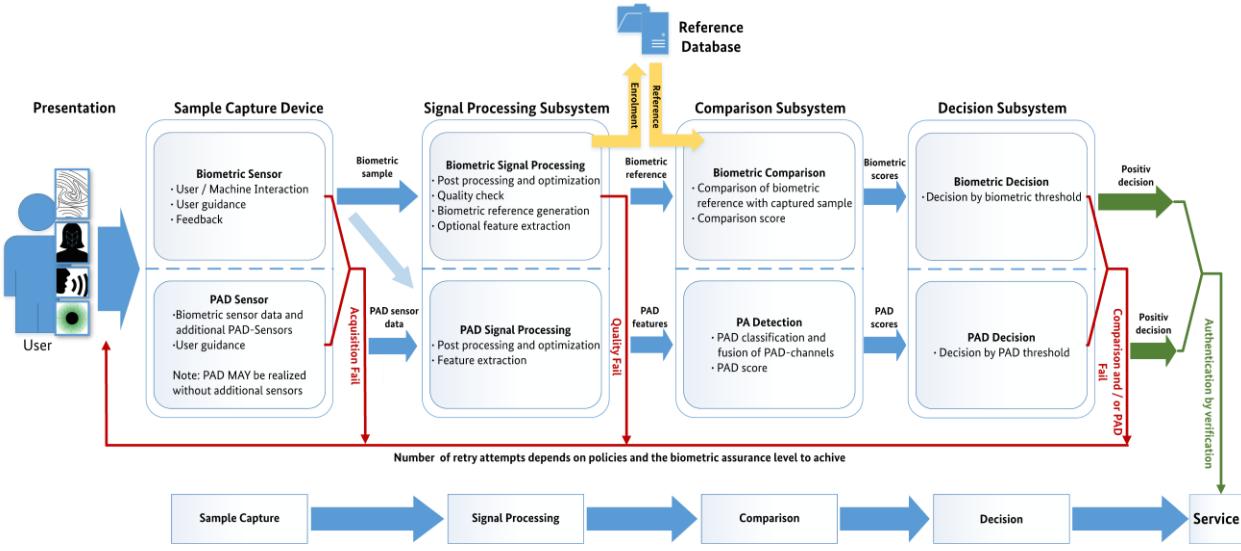 Reference
Database
Presentation
Sample Capture Device
Signal Processing Subsystem
Enrolment
Reference
Comparison Subsystem
Decision Subsystem
User
Biometric Sensor
· User / Machine Interaction
· User guidance
· Feedback
PAD Sensor
·Biometric sensor data and
additional PAD-Sensors
·User guidance
Note: PAD MAY be realized
without additional sensors
Acquisition Fail
Biometric
sample
PAD sensor
data
Biometric Signal Processing
· Post processing and optimization
· Quality check
· Biometric reference generation
· Optional feature extraction
PAD Signal Processing
· Post processing and optimization
· Feature extraction
Quality Fail
Biometric
reference
PAD
features
Biometric Comparison
· Comparison of biometric
reference with captured sample
· Comparison score
PA Detection
· PAD classification and
fusion of PAD-channels
· PAD score
Biometric
scores
PAD
scores
Biometric Decision
· Decision by biometric threshold
PAD Decision
· Decision by PAD threshold
Comparison and / or PAD
Fail
Positiv
decision
Positiv
decision
Authentication by verification
Number of retry attempts depends on policies and the biometric assurance level to achive
Sample Capture
Signal Processing
Comparison
Decision
Service